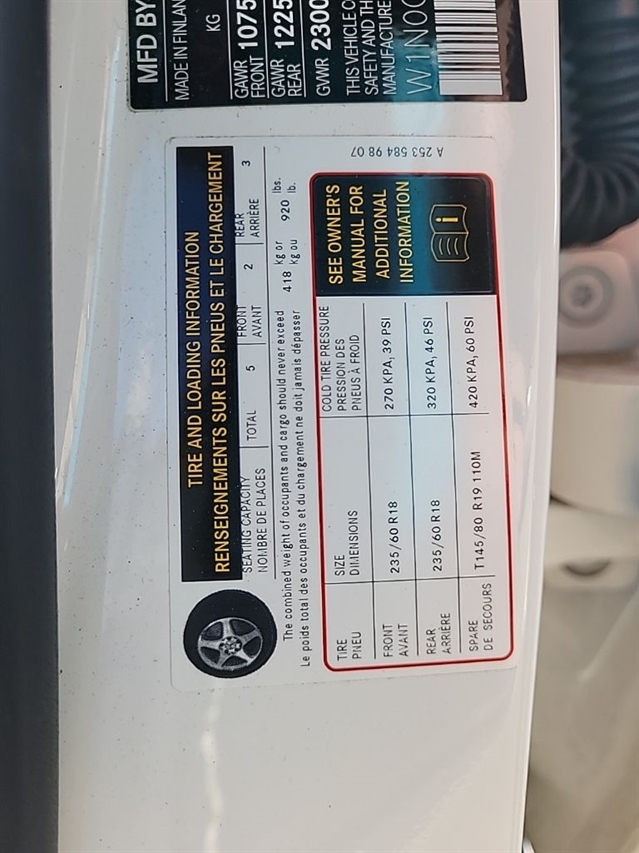 MFD BY
MADE IN FINLAN
KG
GAWR FRONT 1075
GAWR REAR 1225
GVWR 2300
THIS VEHICLE
SAFETY AND TH
MANUFACTURE
W1N0
TIRE AND LOADING INFORMATION
RENSEIGNEMENTS SUR LES PNEUS ET LE CHARGEMENT
SEATING CAPACITY TOTAL 5 FRONT 2 REAR 3
NOMBRE DE PLACES AVANT ARRIÈRE
The combined weight of occupants and cargo should never exceed 418 kg or 920 lbs.
Le poids total des occupants et du chargement ne doit jamais dépasser kg ou lb.
TIRE SIZE COLD TIRE PRESSURE
PNEU DIMENSIONS PRESSION DES
PNEUS À FROID
FRONT 235/60 R18 270 KPA, 39 PSI
AVANT
REAR 235/60 R18 320 KPA, 46 PSI
ARRIÈRE
SPARE T145/80 R19 110M 420 KPA, 60 PSI
DE SECOURS
SEE OWNER'S
MANUAL FOR
ADDITIONAL
INFORMATION
i
A 253 584 98 07